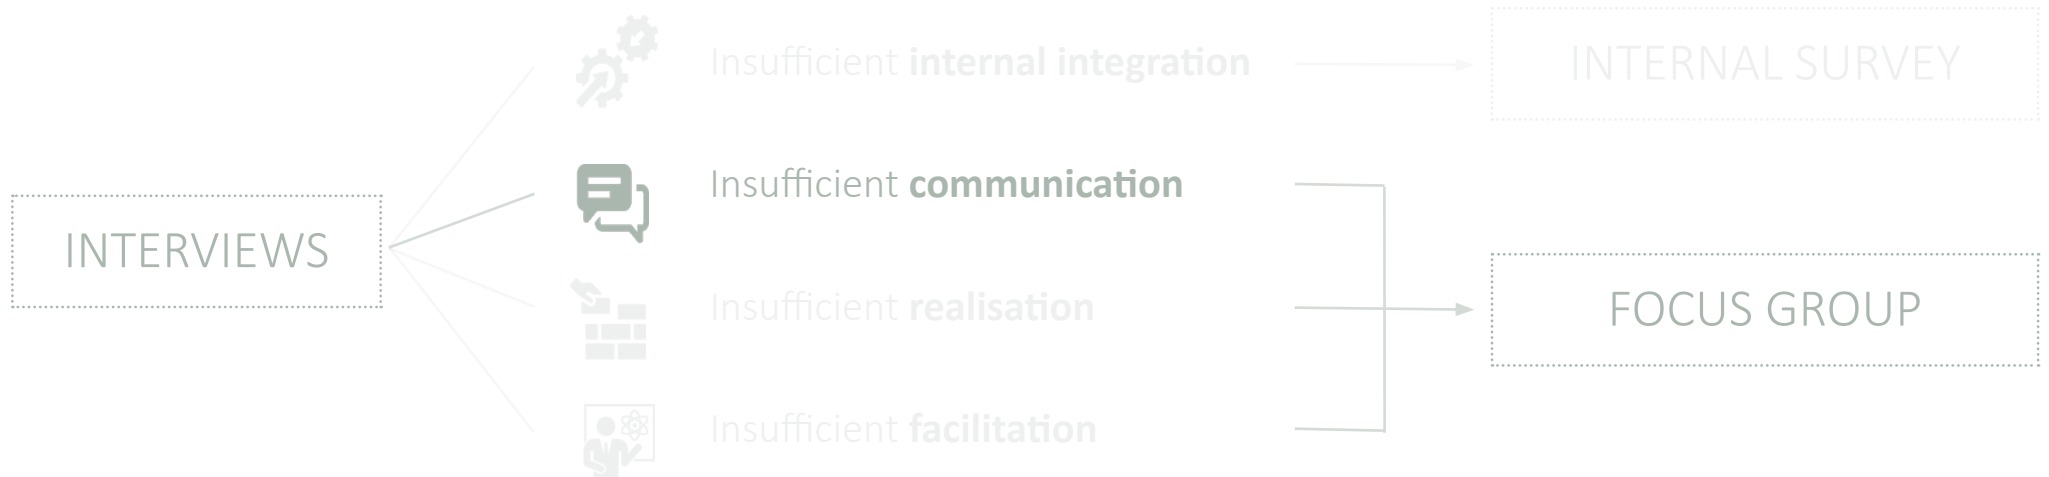 Insufficient internal integration
INTERNAL SURVEY
Insufficient communication
INTERVIEWS
Insufficient realisation
FOCUS GROUP
Insufficient facilitation